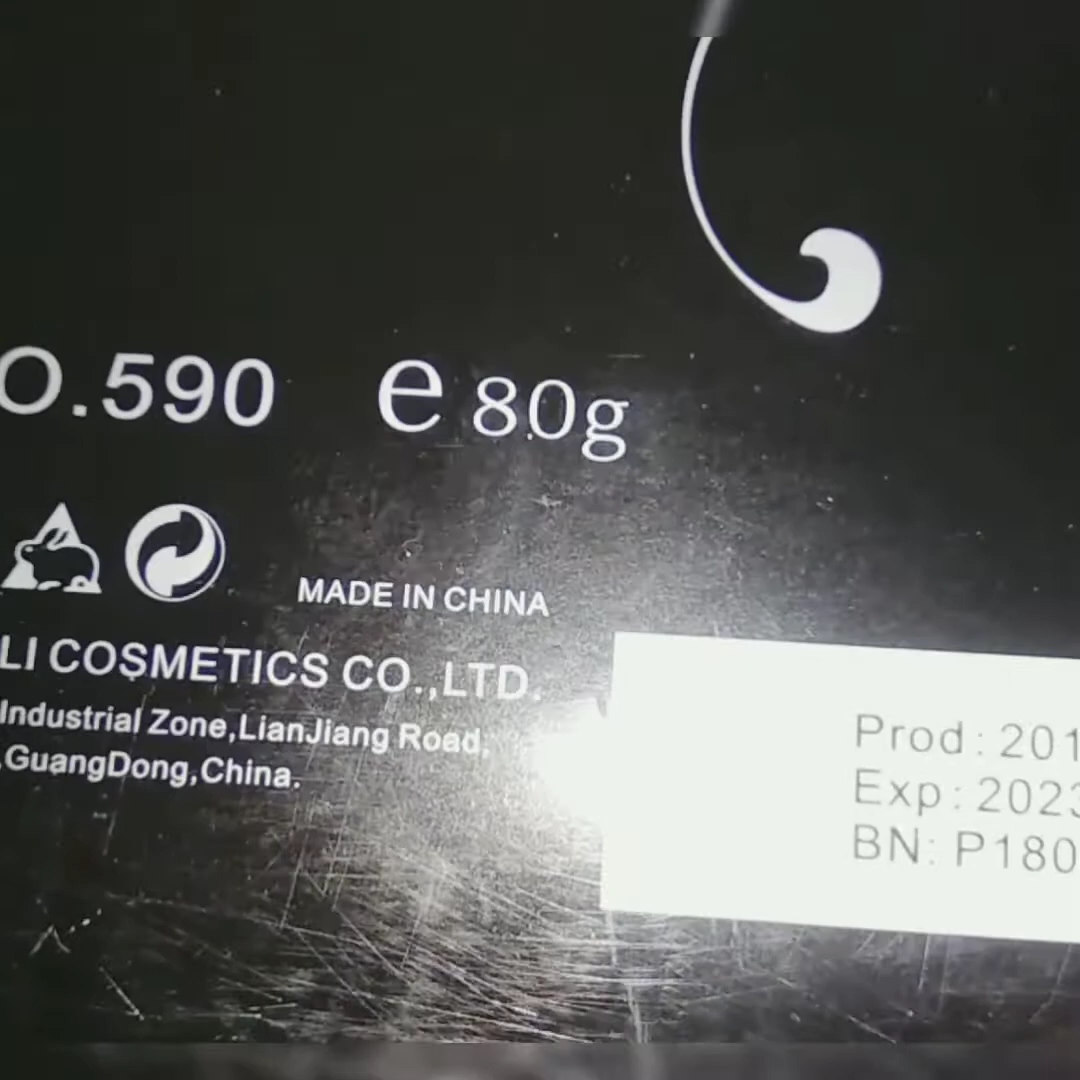 O.590 e 80g
MADE IN CHINA
LI COSMETICS CO.,LTD.
Industrial Zone,LianJiang Road,
,GuangDong,China.
Prod: 201
Exp: 2023
BN: P180